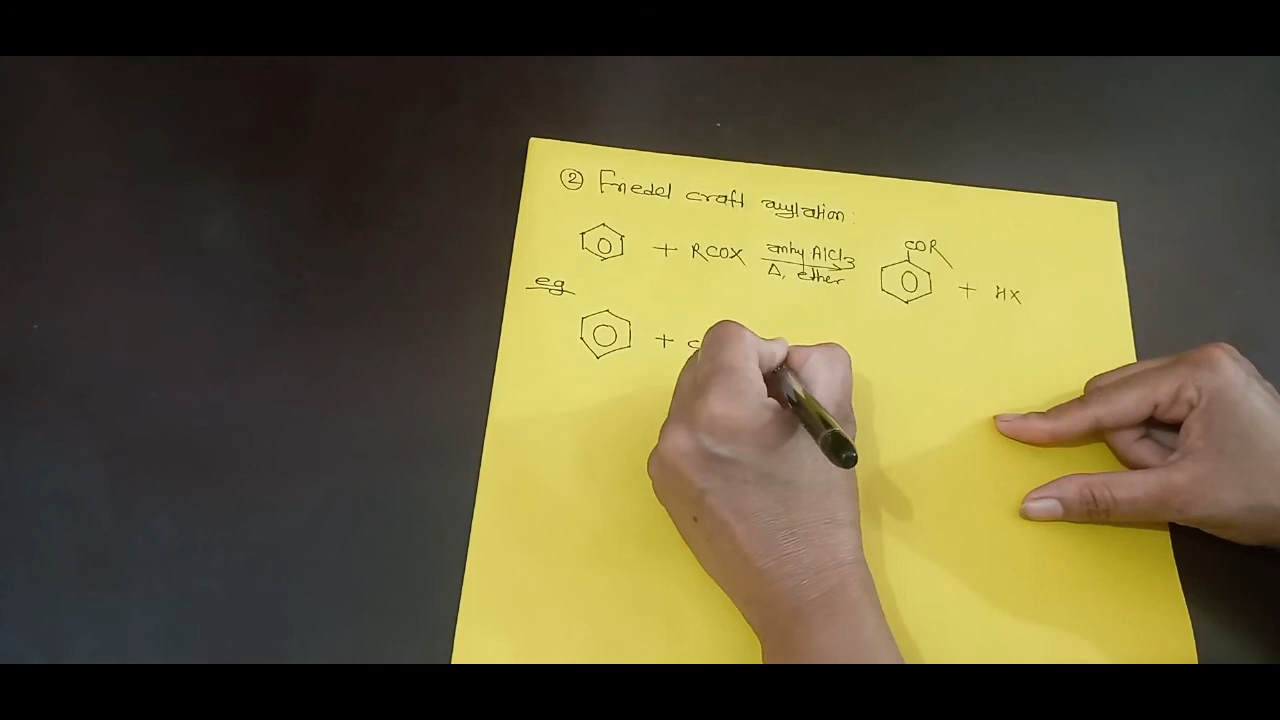 ② Friedel craft acylation:
+ RCOX anhy. AlCl3 Δ, ether COR + HX
eg
+ C